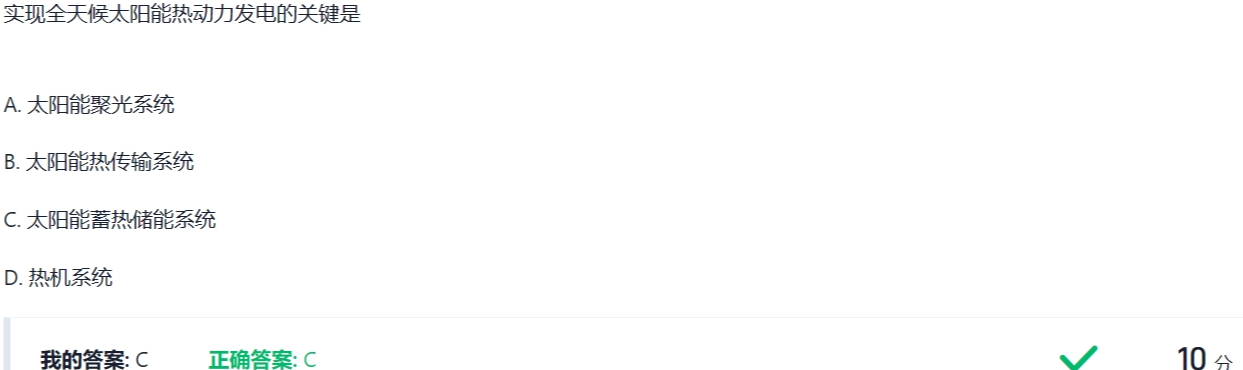 实现全天候太阳能热动力发电的关键是
A. 太阳能聚光系统
B. 太阳能热传输系统
C. 太阳能蓄热储能系统
D. 热机系统
我的答案: C 正确答案: C 10 分